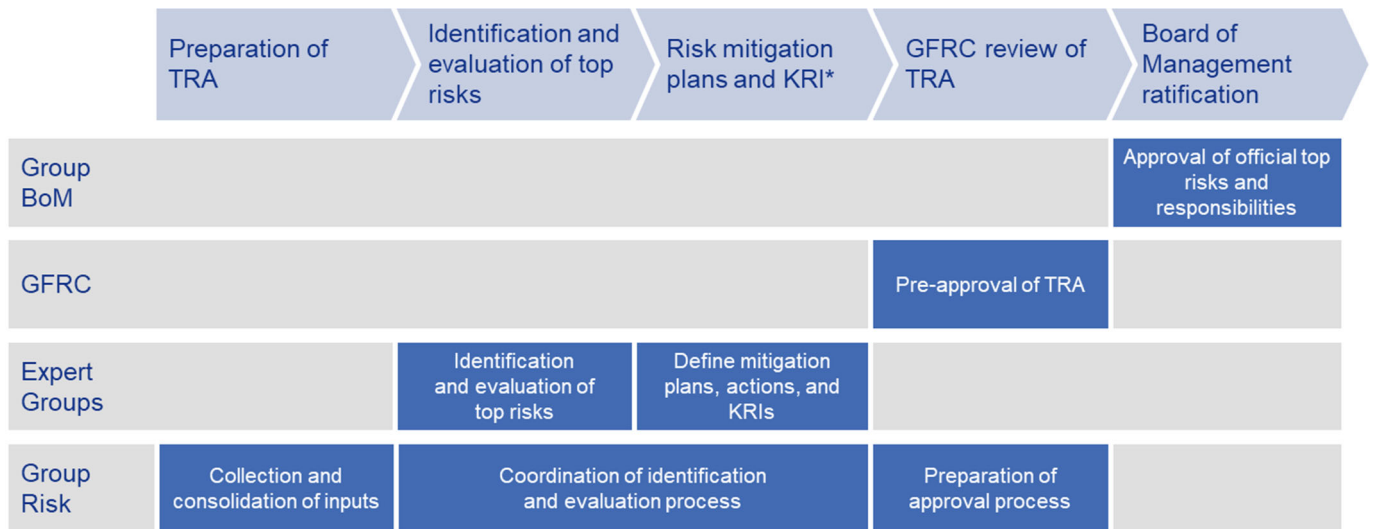 Preparation of
TRA
Identification and
evaluation of top
risks
Risk mitigation
plans and KRI*
GFRC review of
TRA
Board of
Management
ratification
Group
BoM
Approval of official top
risks and
responsibilities
GFRC
Pre-approval of TRA
Expert
Groups
Identification
and evaluation of
top risks
Define mitigation
plans, actions, and
KRIs
Group
Risk
Collection and
consolidation of inputs
Coordination of identification
and evaluation process
Preparation of
approval process